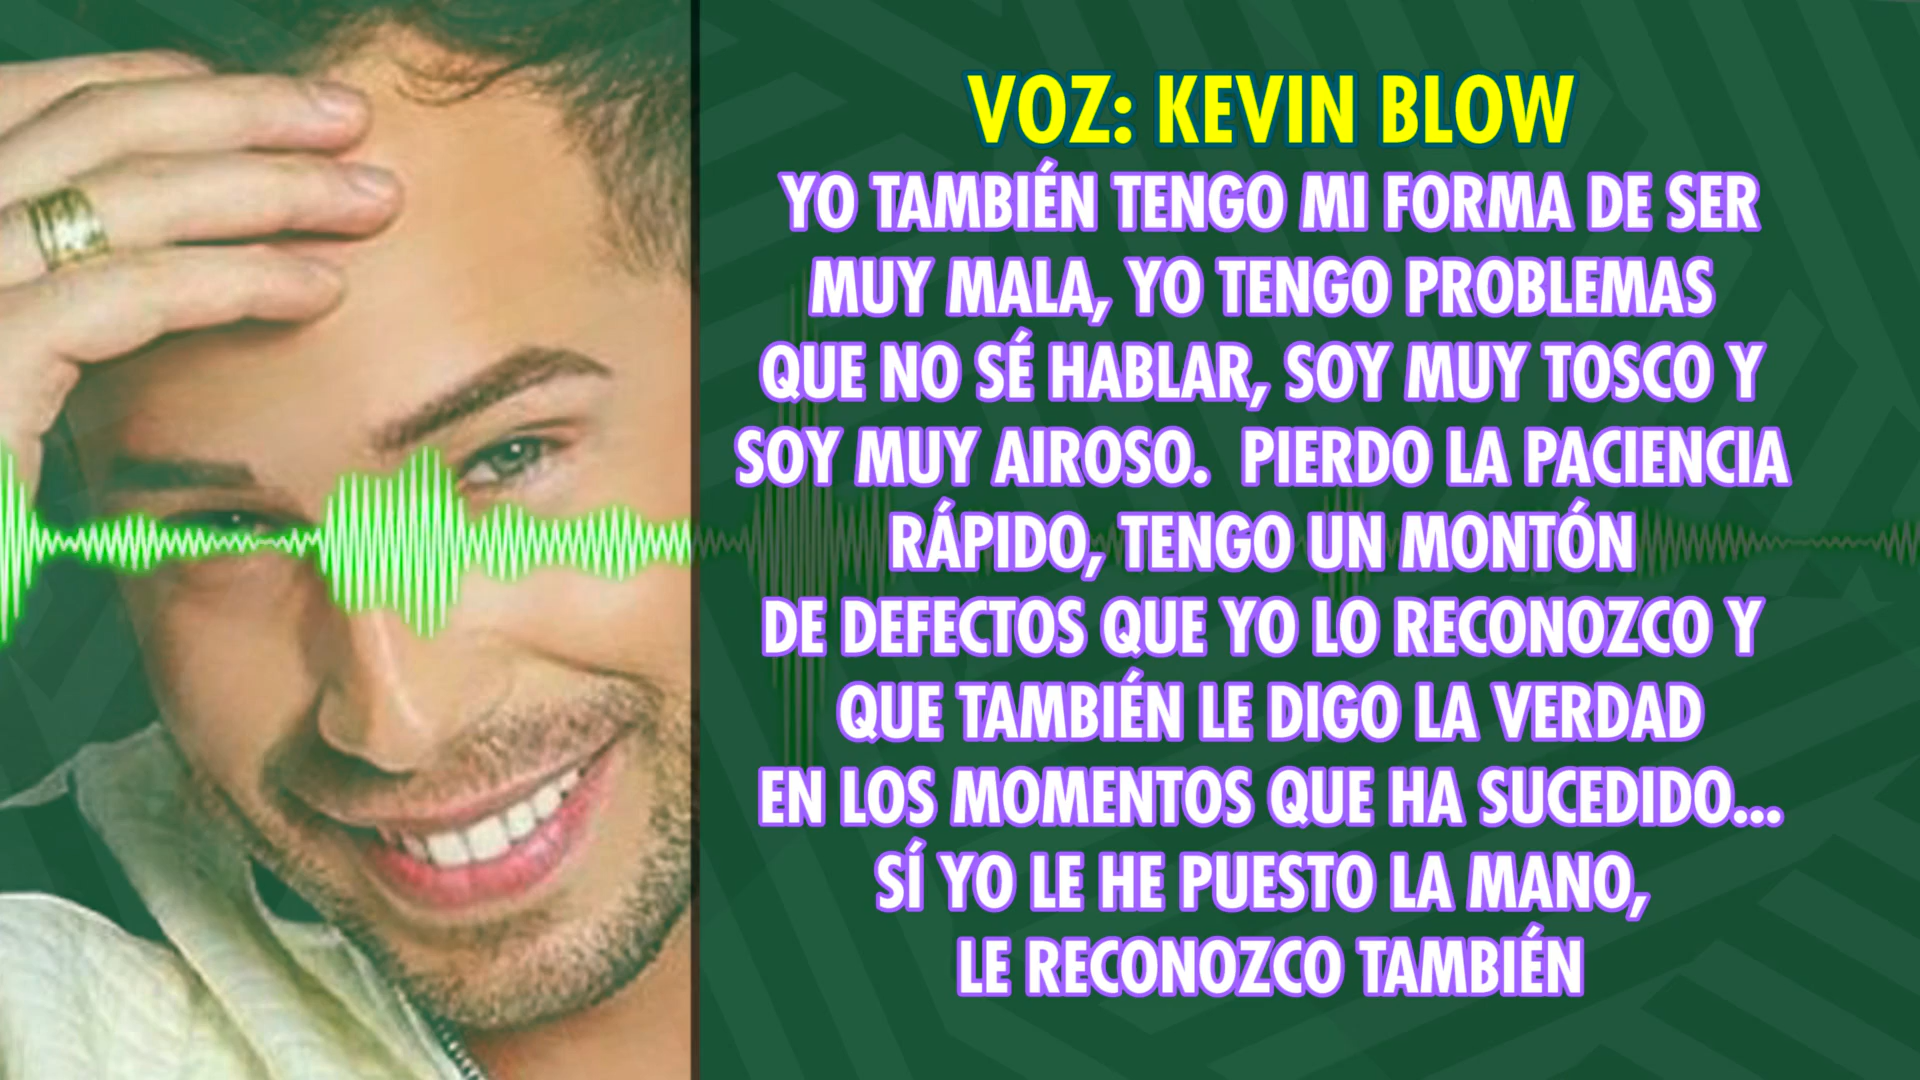 VOZ: KEVIN BLOW
YO TAMBIÉN TENGO MI FORMA DE SER
MUY MALA, YO TENGO PROBLEMAS
QUE NO SÉ HABLAR, SOY MUY TOSCO Y
SOY MUY AIROSO. PIERDO LA PACIENCIA
RÁPIDO, TENGO UN MONTÓN
DE DEFECTOS QUE YO LO RECONOZCO Y
QUE TAMBIÉN LE DIGO LA VERDAD
EN LOS MOMENTOS QUE HA SUCEDIDO...
SÍ YO LE HE PUESTO LA MANO,
LE RECONOZCO TAMBIÉN